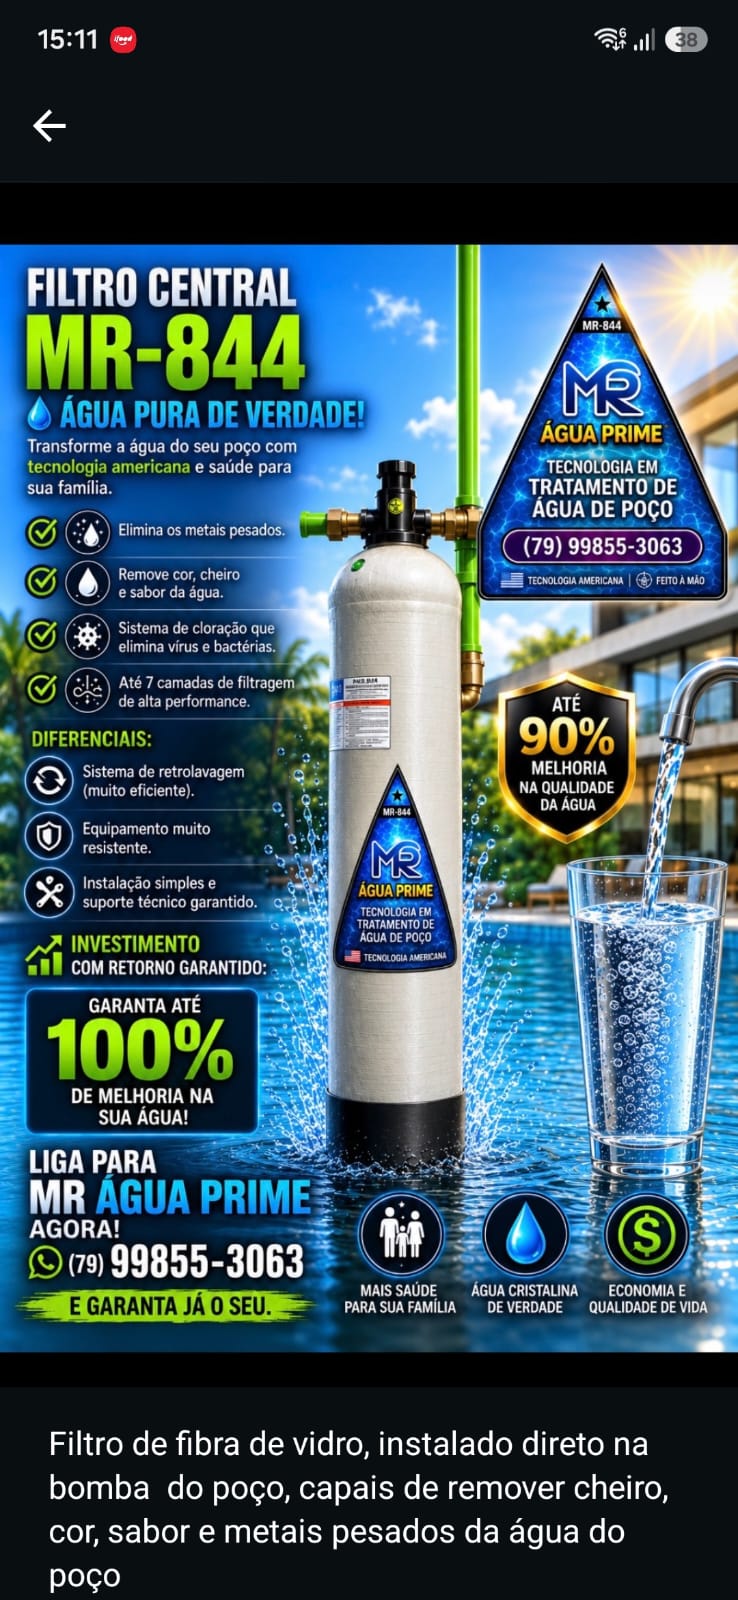 15:11
ifood
6
38
FILTRO CENTRAL
MR-844
ÁGUA PURA DE VERDADE!
Transforme a água do seu poço com
tecnologia americana e saúde para
sua família.
Elimina os metais pesados.
Remove cor, cheiro
e sabor da água.
Sistema de cloração que
elimina vírus e bactérias.
Até 7 camadas de filtragem
de alta performance.
DIFERENCIAIS:
Sistema de retrolavagem
(muito eficiente).
Equipamento muito
resistente.
Instalação simples e
suporte técnico garantido.
INVESTIMENTO
COM RETORNO GARANTIDO:
GARANTA ATÉ
100%
DE MELHORIA NA
SUA ÁGUA!
LIGA PARA
MR ÁGUA PRIME
AGORA!
(79) 99855-3063
E GARANTA JÁ O SEU.
MR-844
MR
ÁGUA PRIME
TECNOLOGIA EM
TRATAMENTO DE
ÁGUA DE POÇO
(79) 99855-3063
TECNOLOGIA AMERICANA | FEITO À MÃO
ATÉ
90%
MELHORIA
NA QUALIDADE
DA ÁGUA
MR-844
MR
ÁGUA PRIME
TECNOLOGIA EM
TRATAMENTO DE
ÁGUA DE POÇO
TECNOLOGIA AMERICANA
MAIS SAÚDE
PARA SUA FAMÍLIA
ÁGUA CRISTALINA
DE VERDADE
$
ECONOMIA E
QUALIDADE DE VIDA
Filtro de fibra de vidro, instalado direto na
bomba  do poço, capais de remover cheiro,
cor, sabor e metais pesados da água do
poço